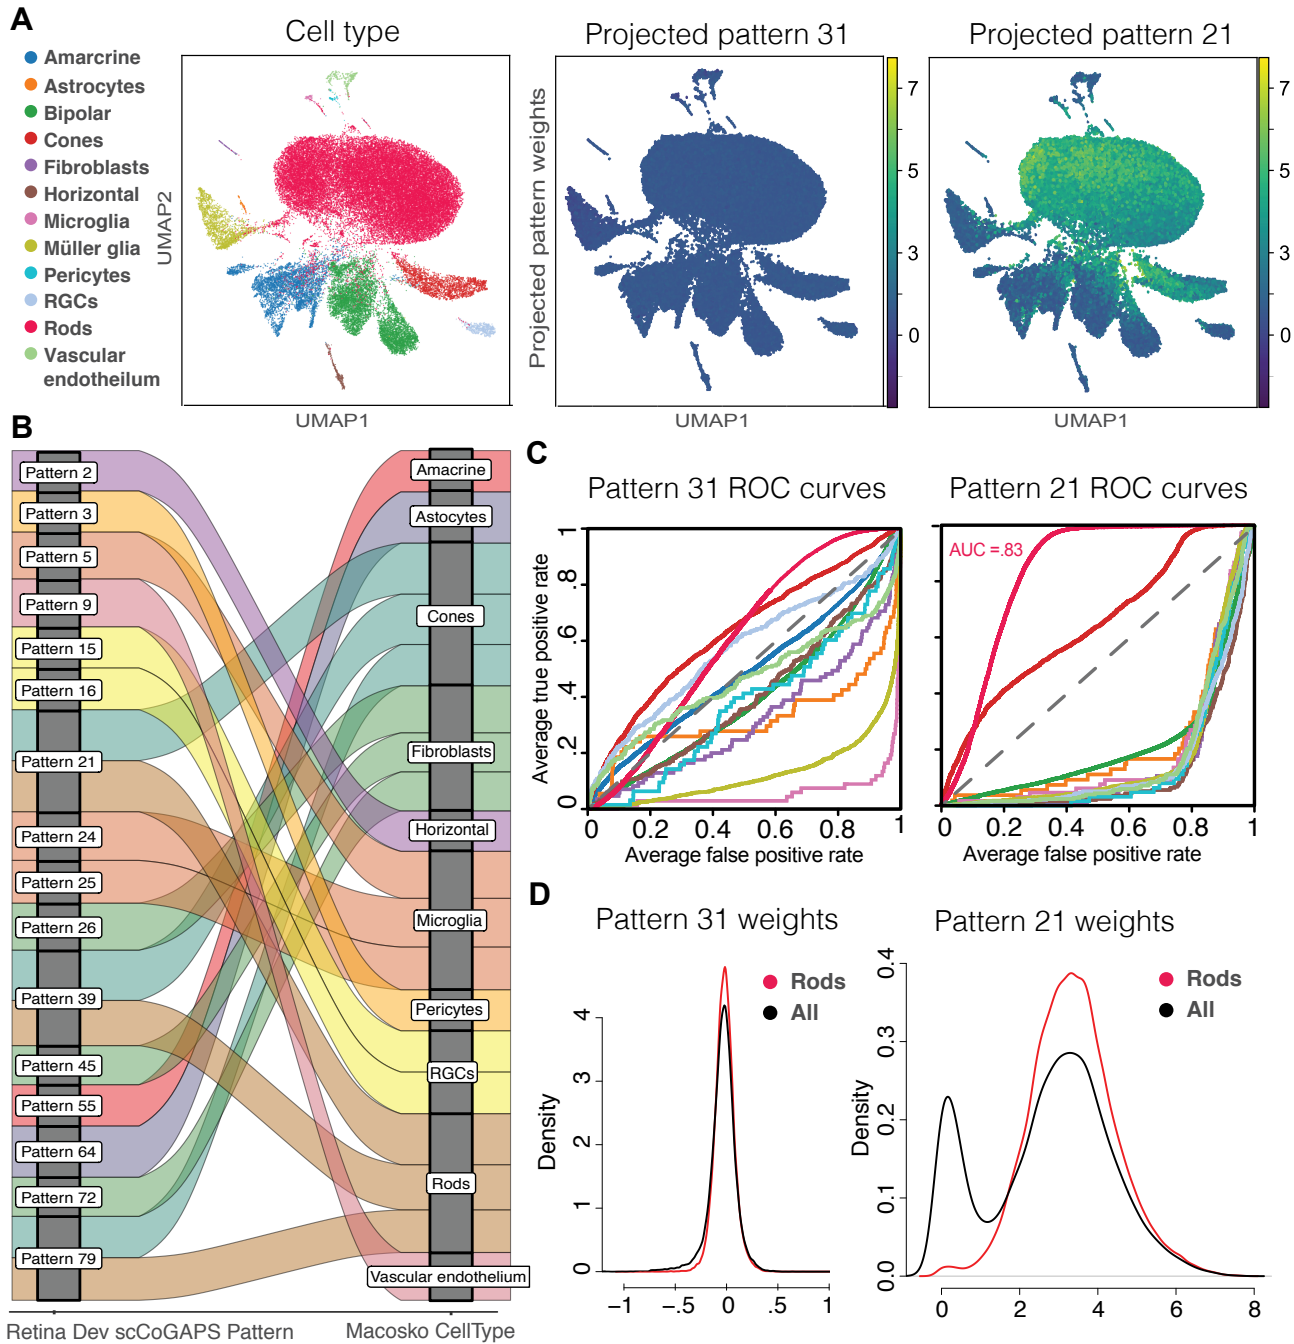 A
Cell type
Projected pattern 31
Projected pattern 21
Amarcrine
Astrocytes
Bipolar
Cones
Fibroblasts
Horizontal
Microglia
Müller glia
Pericytes
RGCs
Rods
Vascular
endotheilum
UMAP2
UMAP1
Projected pattern weights
UMAP1
7
5
3
0
UMAP1
7
5
3
0
B
Pattern 2
Pattern 3
Pattern 5
Pattern 9
Pattern 15
Pattern 16
Pattern 21
Pattern 24
Pattern 25
Pattern 26
Pattern 39
Pattern 45
Pattern 55
Pattern 64
Pattern 72
Pattern 79
Amacrine
Astocytes
Cones
Fibroblasts
Horizontal
Microglia
Pericytes
RGCs
Rods
Vascular endothelium
Retina Dev scCoGAPS Pattern
Macosko CellType
C
Pattern 31 ROC curves
Pattern 21 ROC curves
Average true positive rate
1
.8
.6
.4
.2
0
0 0.2 0.4 0.6 0.8 1
Average false positive rate
AUC =.83
0 0.2 0.4 0.6 0.8 1
Average false positive rate
D
Pattern 31 weights
Pattern 21 weights
Rods
All
Density
4
3
2
1
0
−1 −.5 0 .5 1
Rods
All
Density
0.4
0.3
0.2
0.1
0.0
0 2 4 6 8